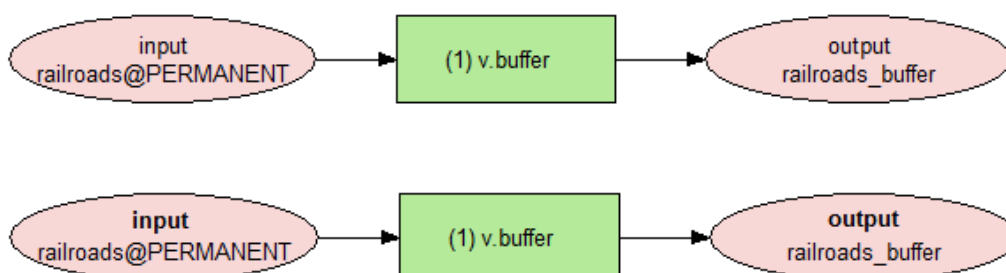 input
railroads@PERMANENT
(1) v.buffer
output
railroads_buffer
input
railroads@PERMANENT
(1) v.buffer
output
railroads_buffer